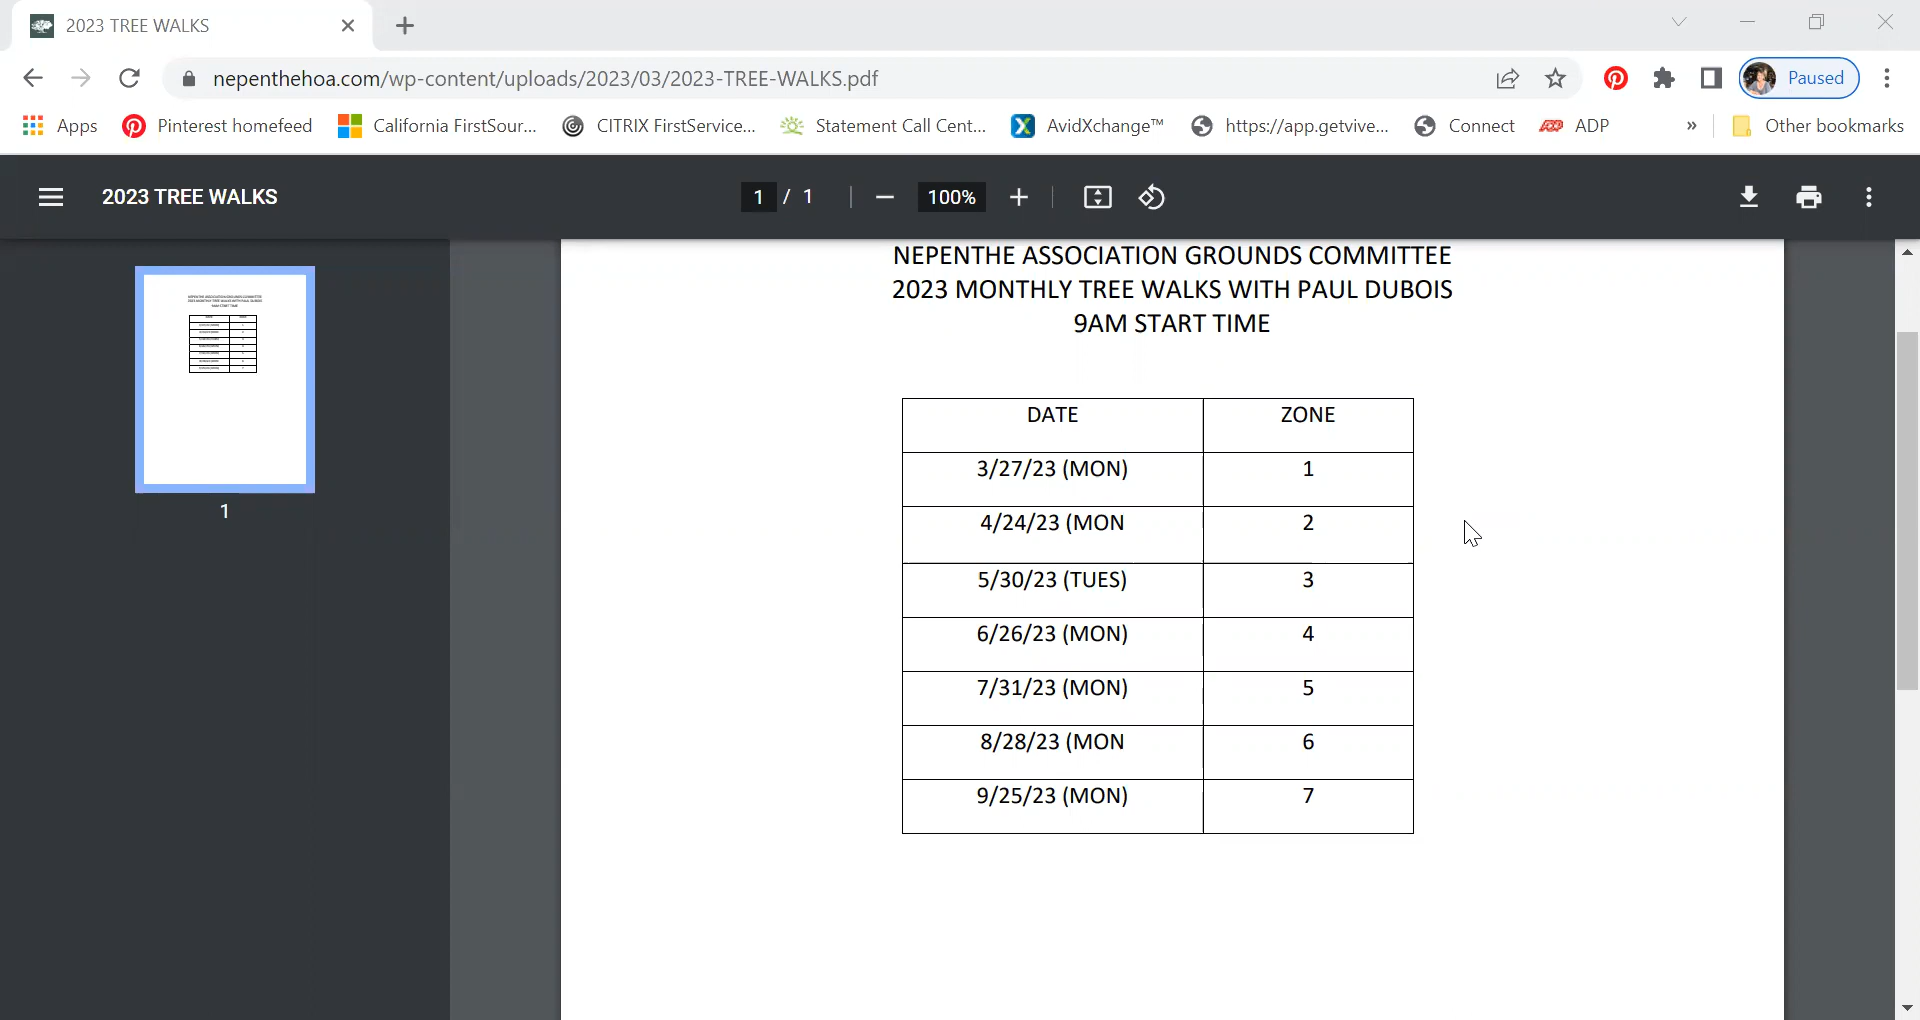 2023 TREE WALKS
nepenthehoa.com/wp-content/uploads/2023/03/2023-TREE-WALKS.pdf
Paused
Apps
Pinterest homefeed
California FirstSour...
CITRIX FirstService...
Statement Call Cent...
AvidXchange™
https://app.getvive...
Connect
ADP
»
Other bookmarks
2023 TREE WALKS
1 / 1
100%
1
NEPENTHE ASSOCIATION GROUNDS COMMITTEE
2023 MONTHLY TREE WALKS WITH PAUL DUBOIS
9AM START TIME
DATE ZONE
3/27/23 (MON) 1
4/24/23 (MON 2
5/30/23 (TUES) 3
6/26/23 (MON) 4
7/31/23 (MON) 5
8/28/23 (MON 6
9/25/23 (MON) 7